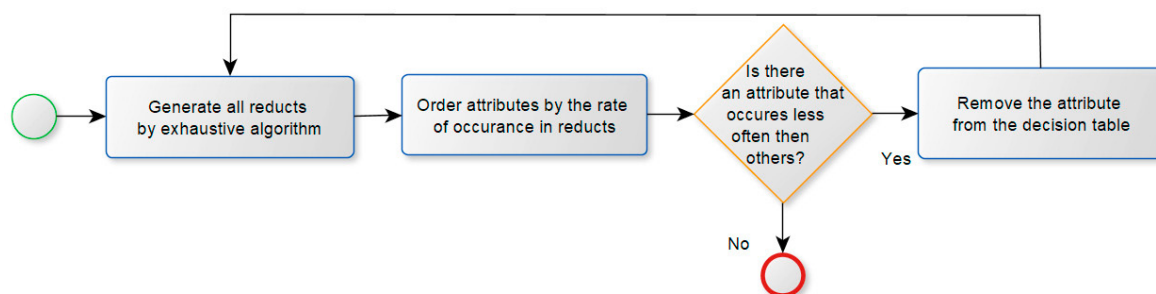 Generate all reducts
by exhaustive algorithm
Order attributes by the rate
of occurance in reducts
Is there
an attribute that
occures less
often then
others?
Yes
No
Remove the attribute
from the decision table